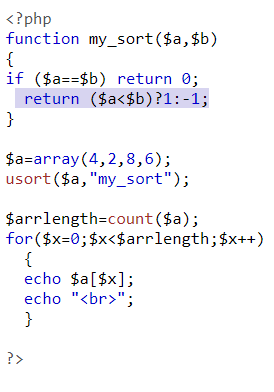 <?php
function my_sort($a,$b)
{
if ($a==$b) return 0;
  return ($a<$b)?1:-1;
}

$a=array(4,2,8,6);
usort($a,"my_sort");

$arrlength=count($a);
for($x=0;$x<$arrlength;$x++)
  {
  echo $a[$x];
  echo "<br>";
  }

?>